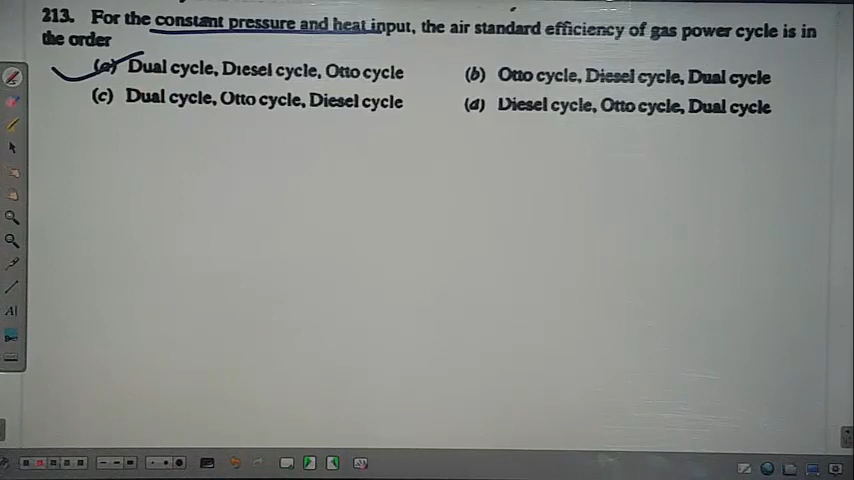 213. For the constant pressure and heat input, the air standard efficiency of gas power cycle is in
the order
(a) Dual cycle, Diesel cycle, Otto cycle (b) Otto cycle, Diesel cycle, Dual cycle
(c) Dual cycle, Otto cycle, Diesel cycle (d) Diesel cycle, Otto cycle, Dual cycle
A